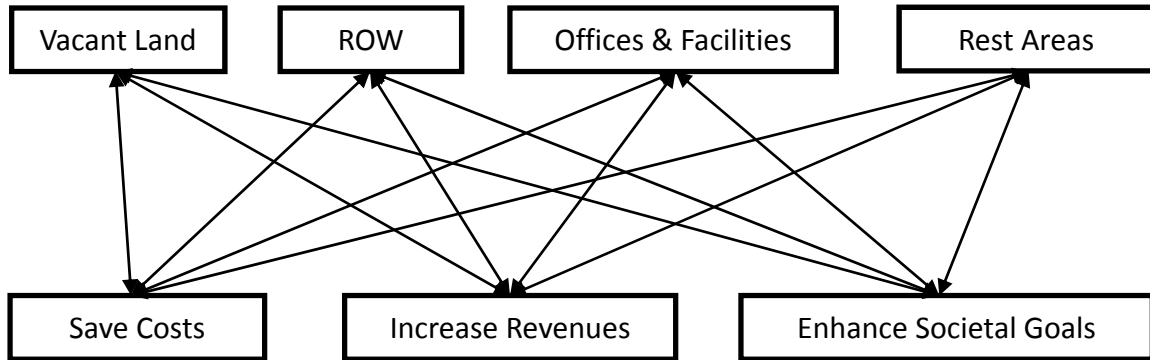 Vacant Land
ROW
Offices & Facilities
Rest Areas
Save Costs
Increase Revenues
Enhance Societal Goals